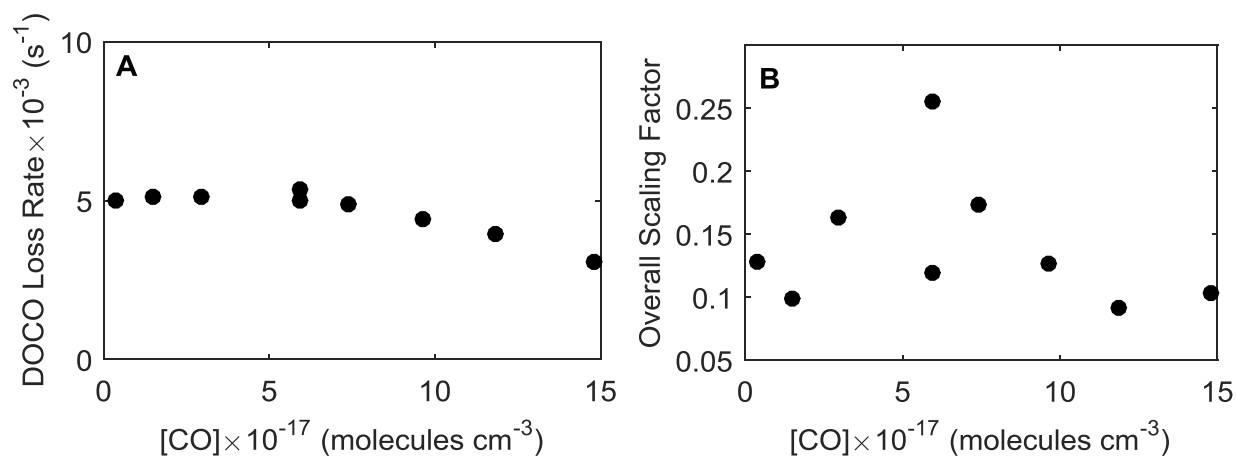 A
DOCO Loss Rate×10⁻³ (s⁻¹)
10
5
0
0 5 10 15
[CO]×10⁻¹⁷ (molecules cm⁻³)
B
Overall Scaling Factor
0.25
0.2
0.15
0.1
0.05
0 5 10 15
[CO]×10⁻¹⁷ (molecules cm⁻³)